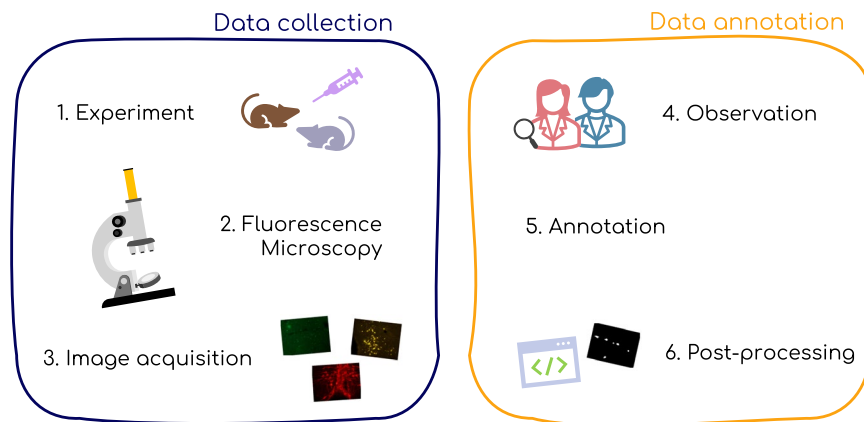 Data collection
1. Experiment
2. Fluorescence
Microscopy
3. Image acquisition
Data annotation
4. Observation
5. Annotation
</>
6. Post-processing